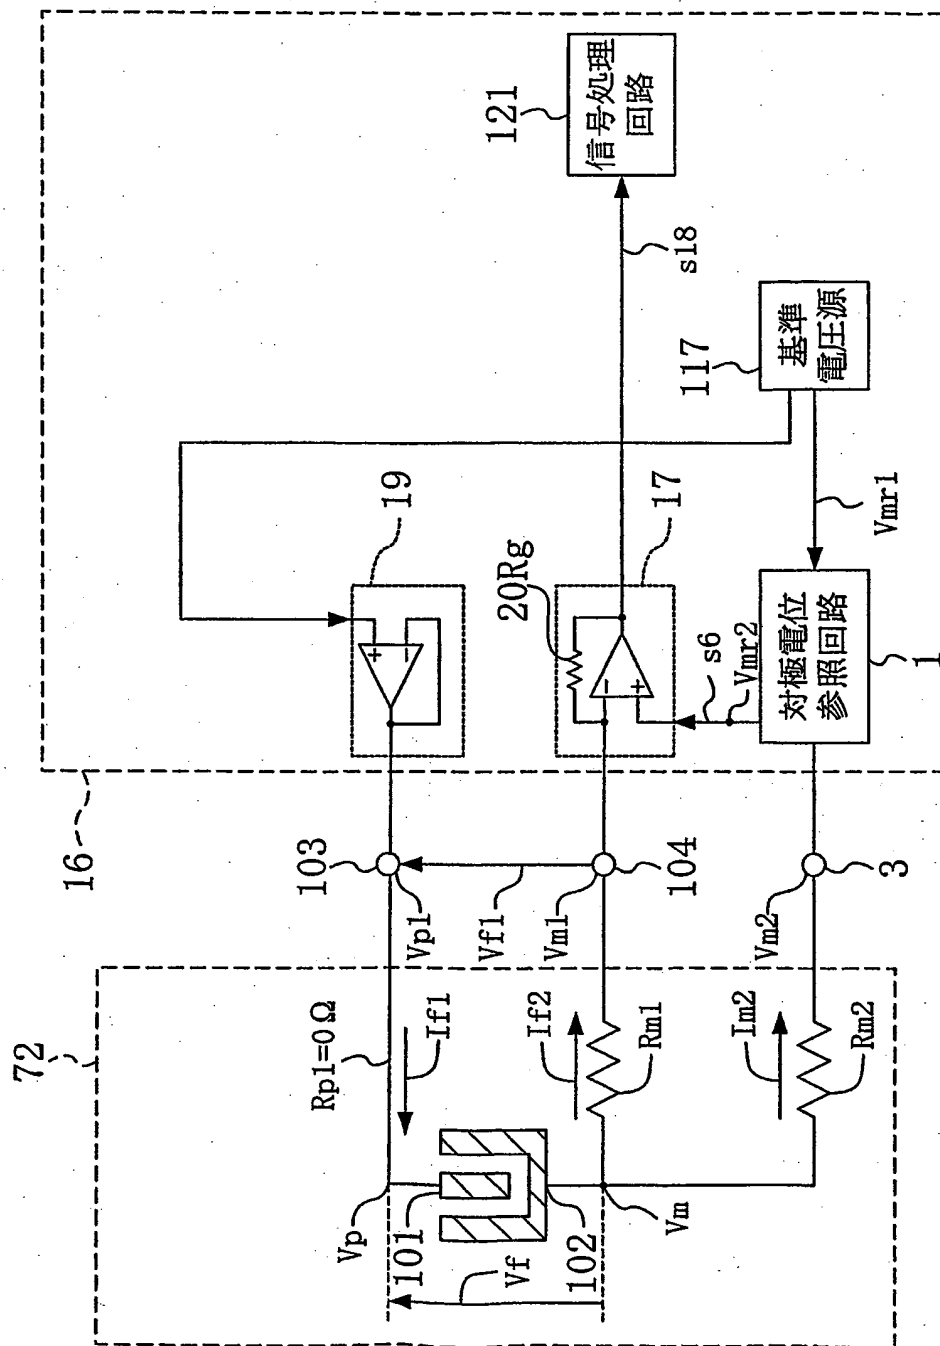 72
16
Rp1=0Ω
If1
Vp
101
Vf
102
If2
Rm1
Vm
Im2
Rm2
103
Vp1
Vf1
Vm1
104
Vm2
3
19
+
-
17
20Rg
-
+
s6
Vmr2
対極電位
参照回路
1
Vmr1
117
基準
電圧源
s18
121
信号処理
回路